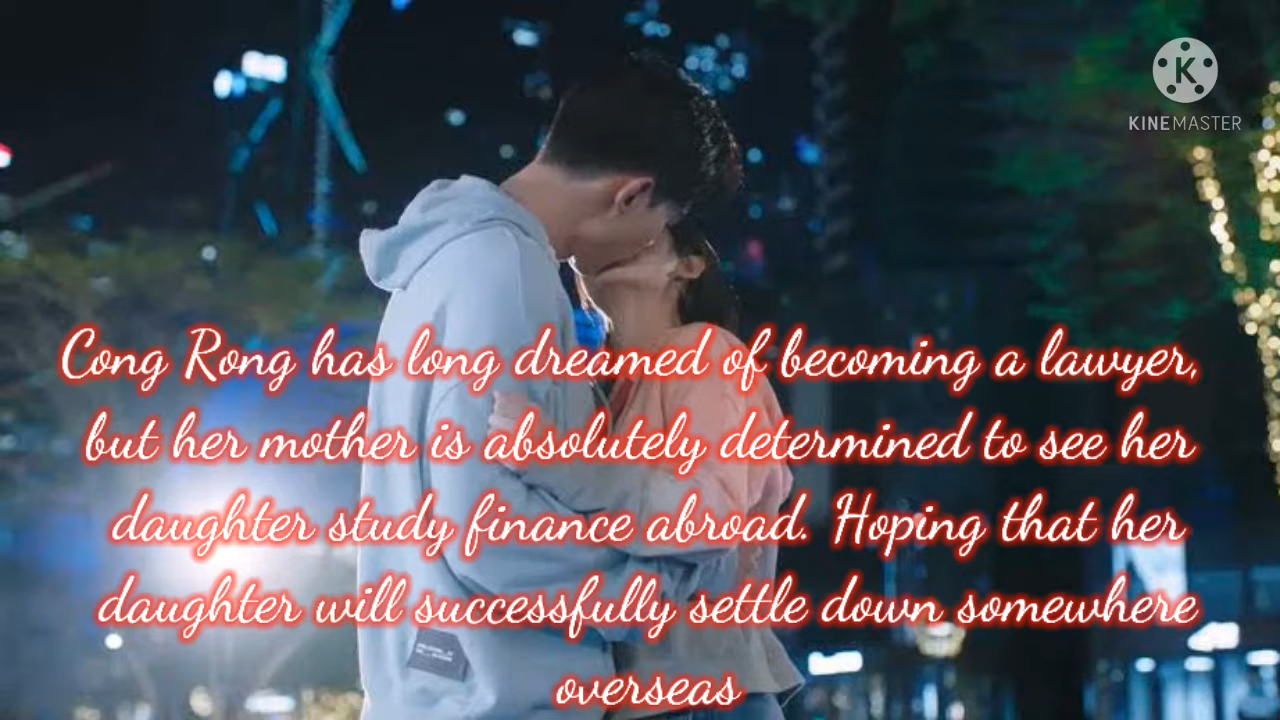 K
KINEMASTER
Cong Rong has long dreamed of becoming a lawyer,
but her mother is absolutely determined to see her
daughter study finance abroad. Hoping that her
daughter will successfully settle down somewhere
overseas